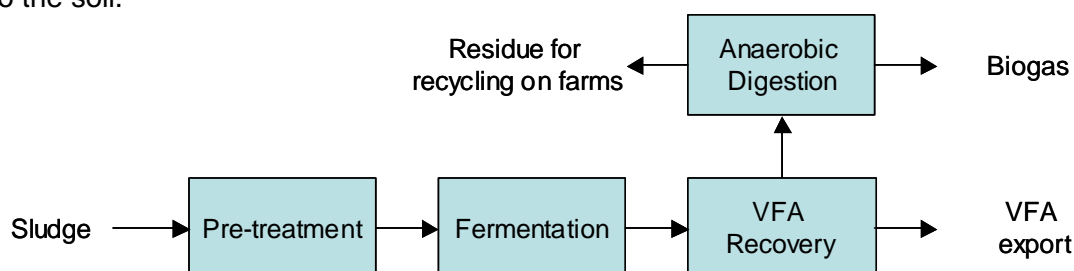 o the soil.
Residue for
recycling on farms
Anaerobic
Digestion
Biogas
Sludge
Pre-treatment
Fermentation
VFA
Recovery
VFA
export